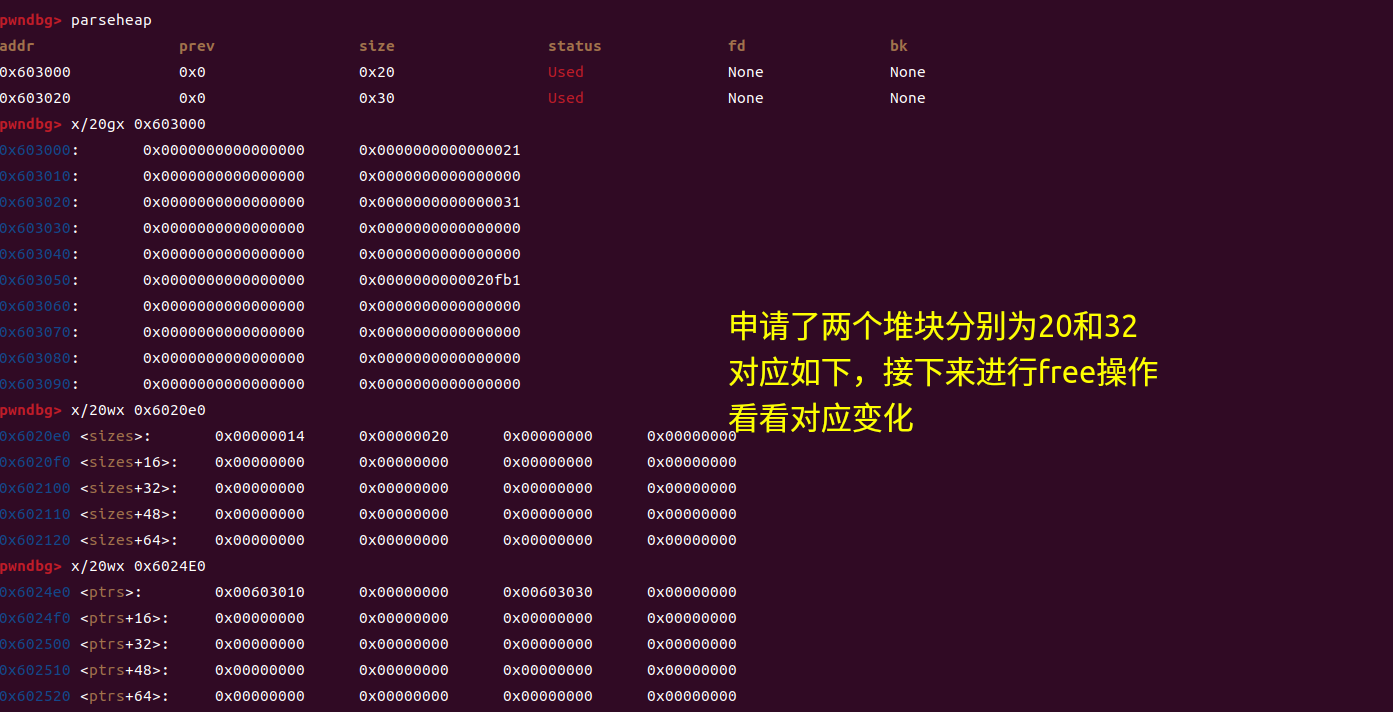 pwndbg> parseheap
addr prev size status fd bk
0x603000 0x0 0x20 Used None None
0x603020 0x0 0x30 Used None None
pwndbg> x/20gx 0x603000
0x603000: 0x0000000000000000 0x0000000000000021
0x603010: 0x0000000000000000 0x0000000000000000
0x603020: 0x0000000000000000 0x0000000000000031
0x603030: 0x0000000000000000 0x0000000000000000
0x603040: 0x0000000000000000 0x0000000000000000
0x603050: 0x0000000000000000 0x0000000000020fb1
0x603060: 0x0000000000000000 0x0000000000000000
0x603070: 0x0000000000000000 0x0000000000000000
0x603080: 0x0000000000000000 0x0000000000000000
0x603090: 0x0000000000000000 0x0000000000000000
pwndbg> x/20wx 0x6020e0
0x6020e0 <sizes>: 0x00000014 0x00000020 0x00000000 0x00000000
0x6020f0 <sizes+16>: 0x00000000 0x00000000 0x00000000 0x00000000
0x602100 <sizes+32>: 0x00000000 0x00000000 0x00000000 0x00000000
0x602110 <sizes+48>: 0x00000000 0x00000000 0x00000000 0x00000000
0x602120 <sizes+64>: 0x00000000 0x00000000 0x00000000 0x00000000
pwndbg> x/20wx 0x6024E0
0x6024e0 <ptrs>: 0x00603010 0x00000000 0x00603030 0x00000000
0x6024f0 <ptrs+16>: 0x00000000 0x00000000 0x00000000 0x00000000
0x602500 <ptrs+32>: 0x00000000 0x00000000 0x00000000 0x00000000
0x602510 <ptrs+48>: 0x00000000 0x00000000 0x00000000 0x00000000
0x602520 <ptrs+64>: 0x00000000 0x00000000 0x00000000 0x00000000
申请了两个堆块分别为20和32
对应如下，接下来进行free操作
看看对应变化